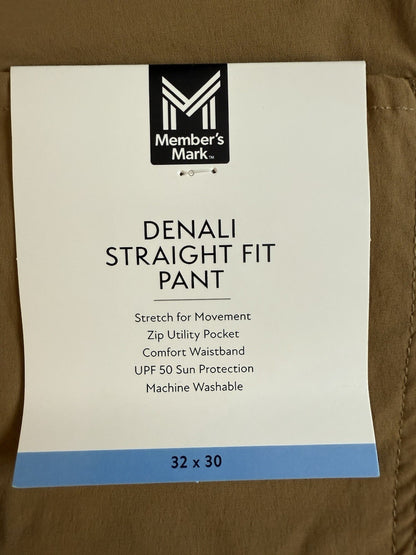 Member's
Mark™
DENALI
STRAIGHT FIT
PANT
Stretch for Movement
Zip Utility Pocket
Comfort Waistband
UPF 50 Sun Protection
Machine Washable
32 x 30